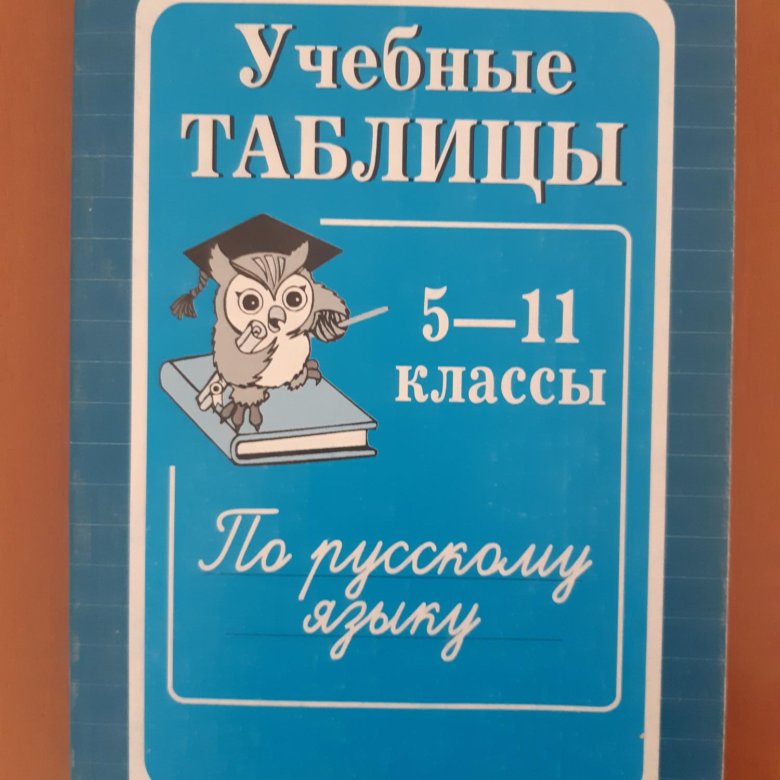 Учебные
ТАБЛИЦЫ
5—11
классы
По русскому
языку